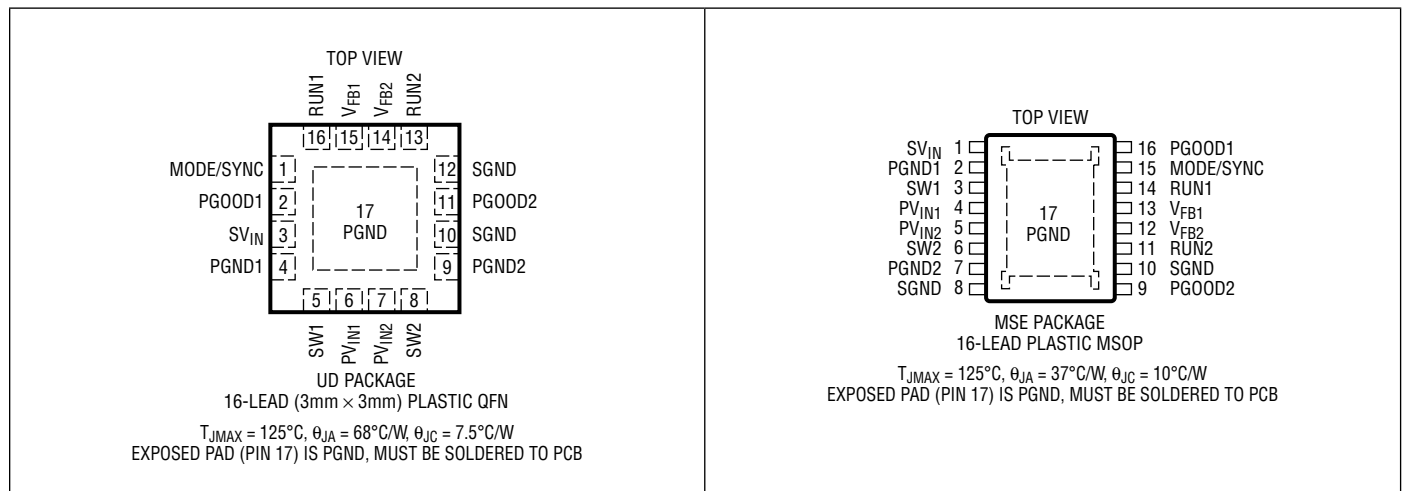 TOP VIEW
RUN1 VFB1 VFB2 RUN2
16 15 14 13
MODE/SYNC 1
PGOOD1 2
SVIN 3
PGND1 4
17
PGND
12 SGND
11 PGOOD2
10 SGND
9 PGND2
5 6 7 8
SW1 PVIN1 PVIN2 SW2
UD PACKAGE
16-LEAD (3mm × 3mm) PLASTIC QFN
TJMAX = 125°C, θJA = 68°C/W, θJC = 7.5°C/W
EXPOSED PAD (PIN 17) IS PGND, MUST BE SOLDERED TO PCB
TOP VIEW
SVIN 1
PGND1 2
SW1 3
PVIN1 4
PVIN2 5
SW2 6
PGND2 7
SGND 8
17
PGND
16 PGOOD1
15 MODE/SYNC
14 RUN1
13 VFB1
12 VFB2
11 RUN2
10 SGND
9 PGOOD2
MSE PACKAGE
16-LEAD PLASTIC MSOP
TJMAX = 125°C, θJA = 37°C/W, θJC = 10°C/W
EXPOSED PAD (PIN 17) IS PGND, MUST BE SOLDERED TO PCB